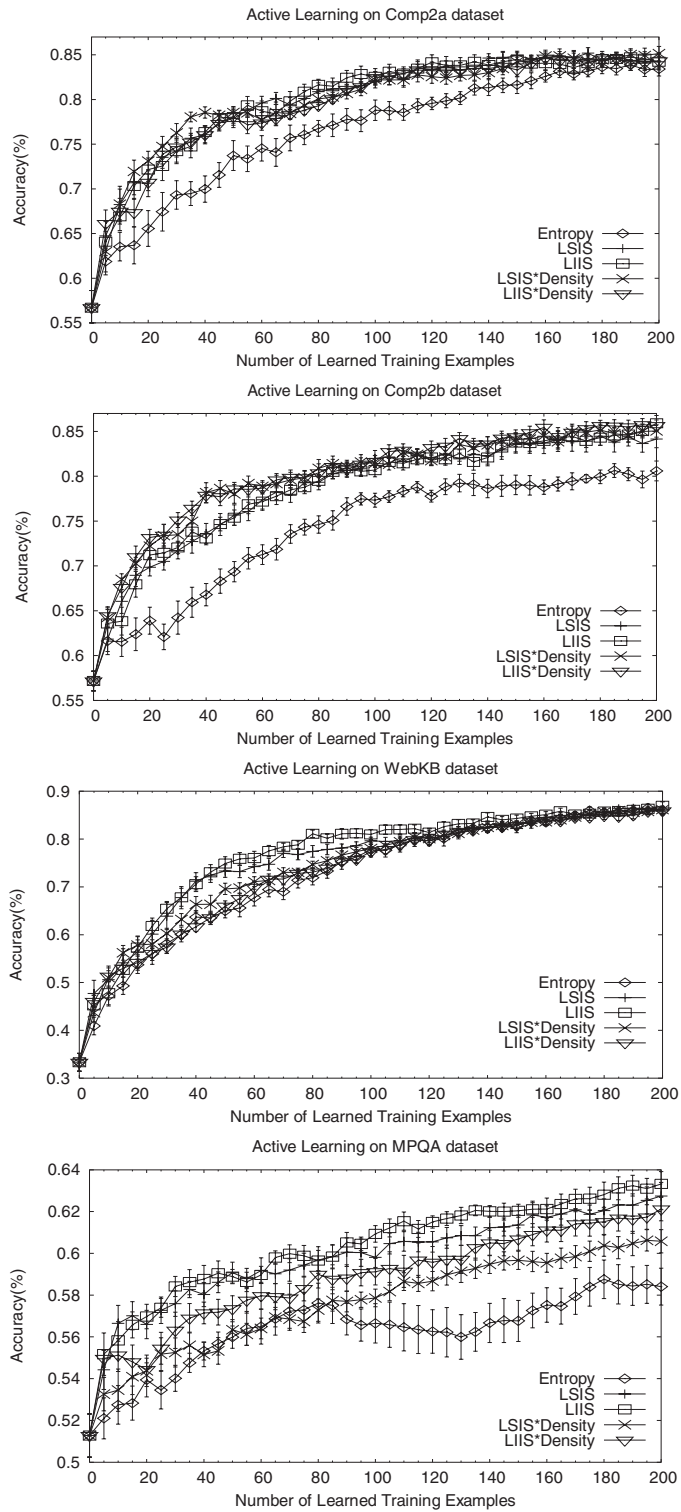 Active Learning on Comp2a dataset
0.85
0.8
0.75
0.7
0.65
0.6
0.55
Accuracy(%)
Entropy
LSIS
LIIS
LSIS*Density
LIIS*Density
0 20 40 60 80 100 120 140 160 180 200
Number of Learned Training Examples
Active Learning on Comp2b dataset
0.85
0.8
0.75
0.7
0.65
0.6
0.55
Accuracy(%)
Entropy
LSIS
LIIS
LSIS*Density
LIIS*Density
0 20 40 60 80 100 120 140 160 180 200
Number of Learned Training Examples
Active Learning on WebKB dataset
0.9
0.8
0.7
0.6
0.5
0.4
0.3
Accuracy(%)
Entropy
LSIS
LIIS
LSIS*Density
LIIS*Density
0 20 40 60 80 100 120 140 160 180 200
Number of Learned Training Examples
Active Learning on MPQA dataset
0.64
0.62
0.6
0.58
0.56
0.54
0.52
0.5
Accuracy(%)
Entropy
LSIS
LIIS
LSIS*Density
LIIS*Density
0 20 40 60 80 100 120 140 160 180 200
Number of Learned Training Examples